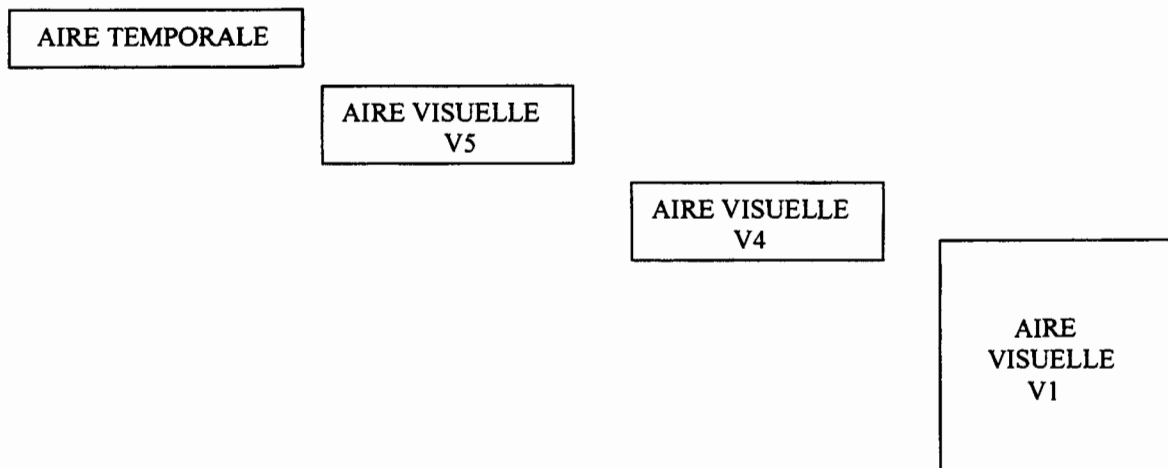 AIRE TEMPORALE
AIRE VISUELLE
V5
AIRE VISUELLE
V4
AIRE
VISUELLE
V1